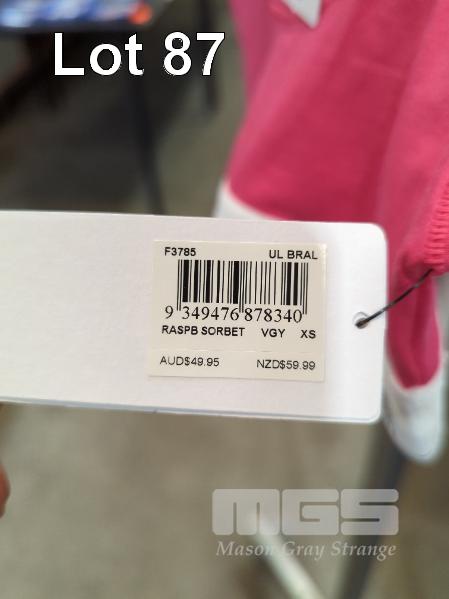 Lot 87
F3785 UL BRAL
9 349476 878340
RASPB SORBET VGY XS
AUD$49.95 NZD$59.99
MGS
Mason Gray Strange